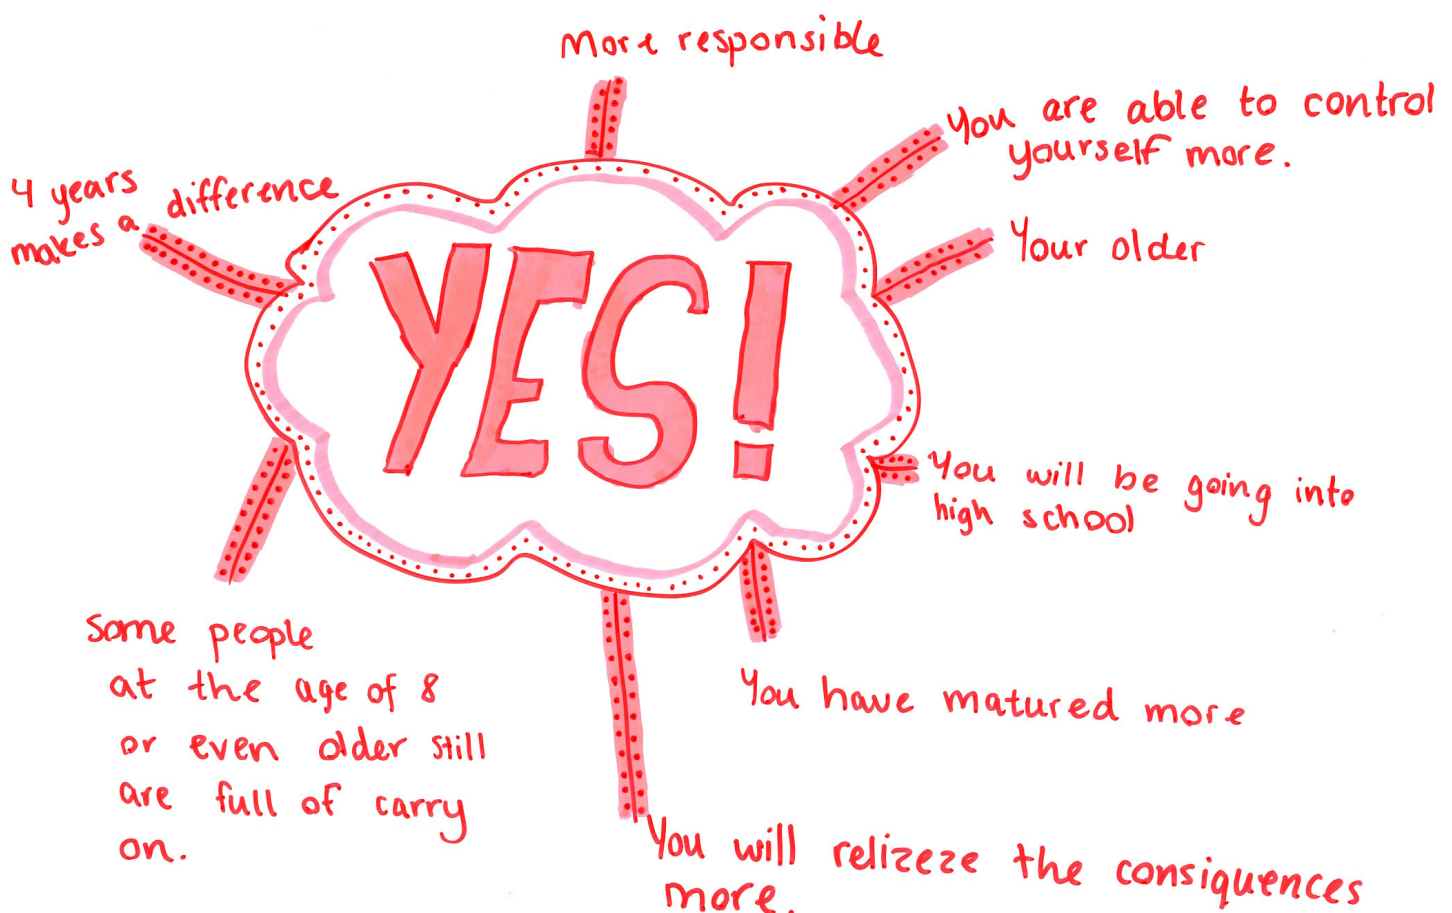 More responsible
You are able to control
yourself more.
4 years
makes a difference
Your older
YES!
You will be going into
high school
Some people
at the age of 8
or even older still
are full of carry
on.
You have matured more
You will relizeze the consiquences
more.